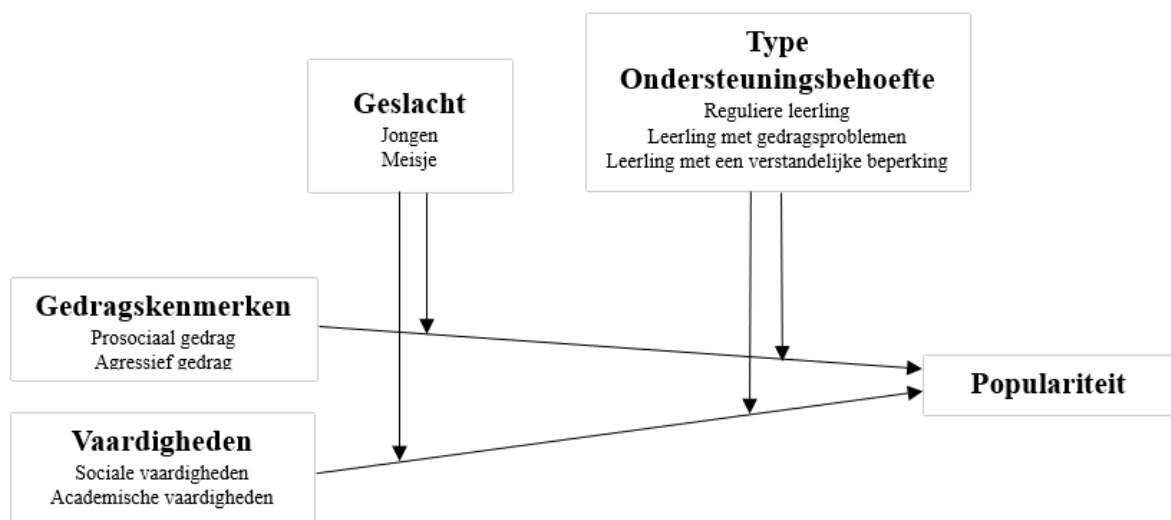 Type
Ondersteuningsbehoefte
Reguliere leerling
Leerling met gedragsproblemen
Leerling met een verstandelijke beperking
Geslacht
Jongen
Meisje
Gedragskenmerken
Prosociaal gedrag
Agressief gedrag
Populariteit
Vaardigheden
Sociale vaardigheden
Academische vaardigheden